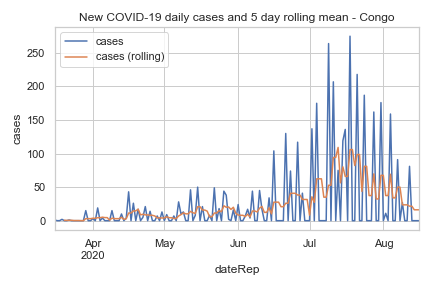 New COVID-19 daily cases and 5 day rolling mean - Congo
cases
cases (rolling)
250
200
150
100
50
0
cases
Apr
2020
May
Jun
Jul
Aug
dateRep